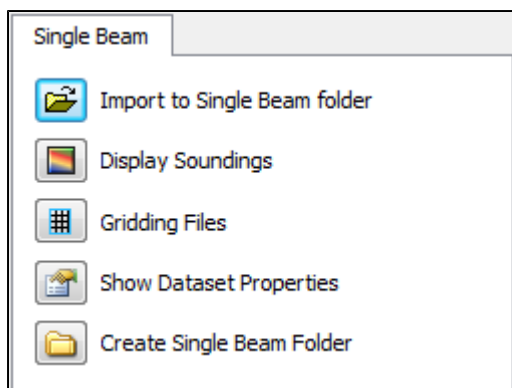 Single Beam
Import to Single Beam folder
Display Soundings
Gridding Files
Show Dataset Properties
Create Single Beam Folder